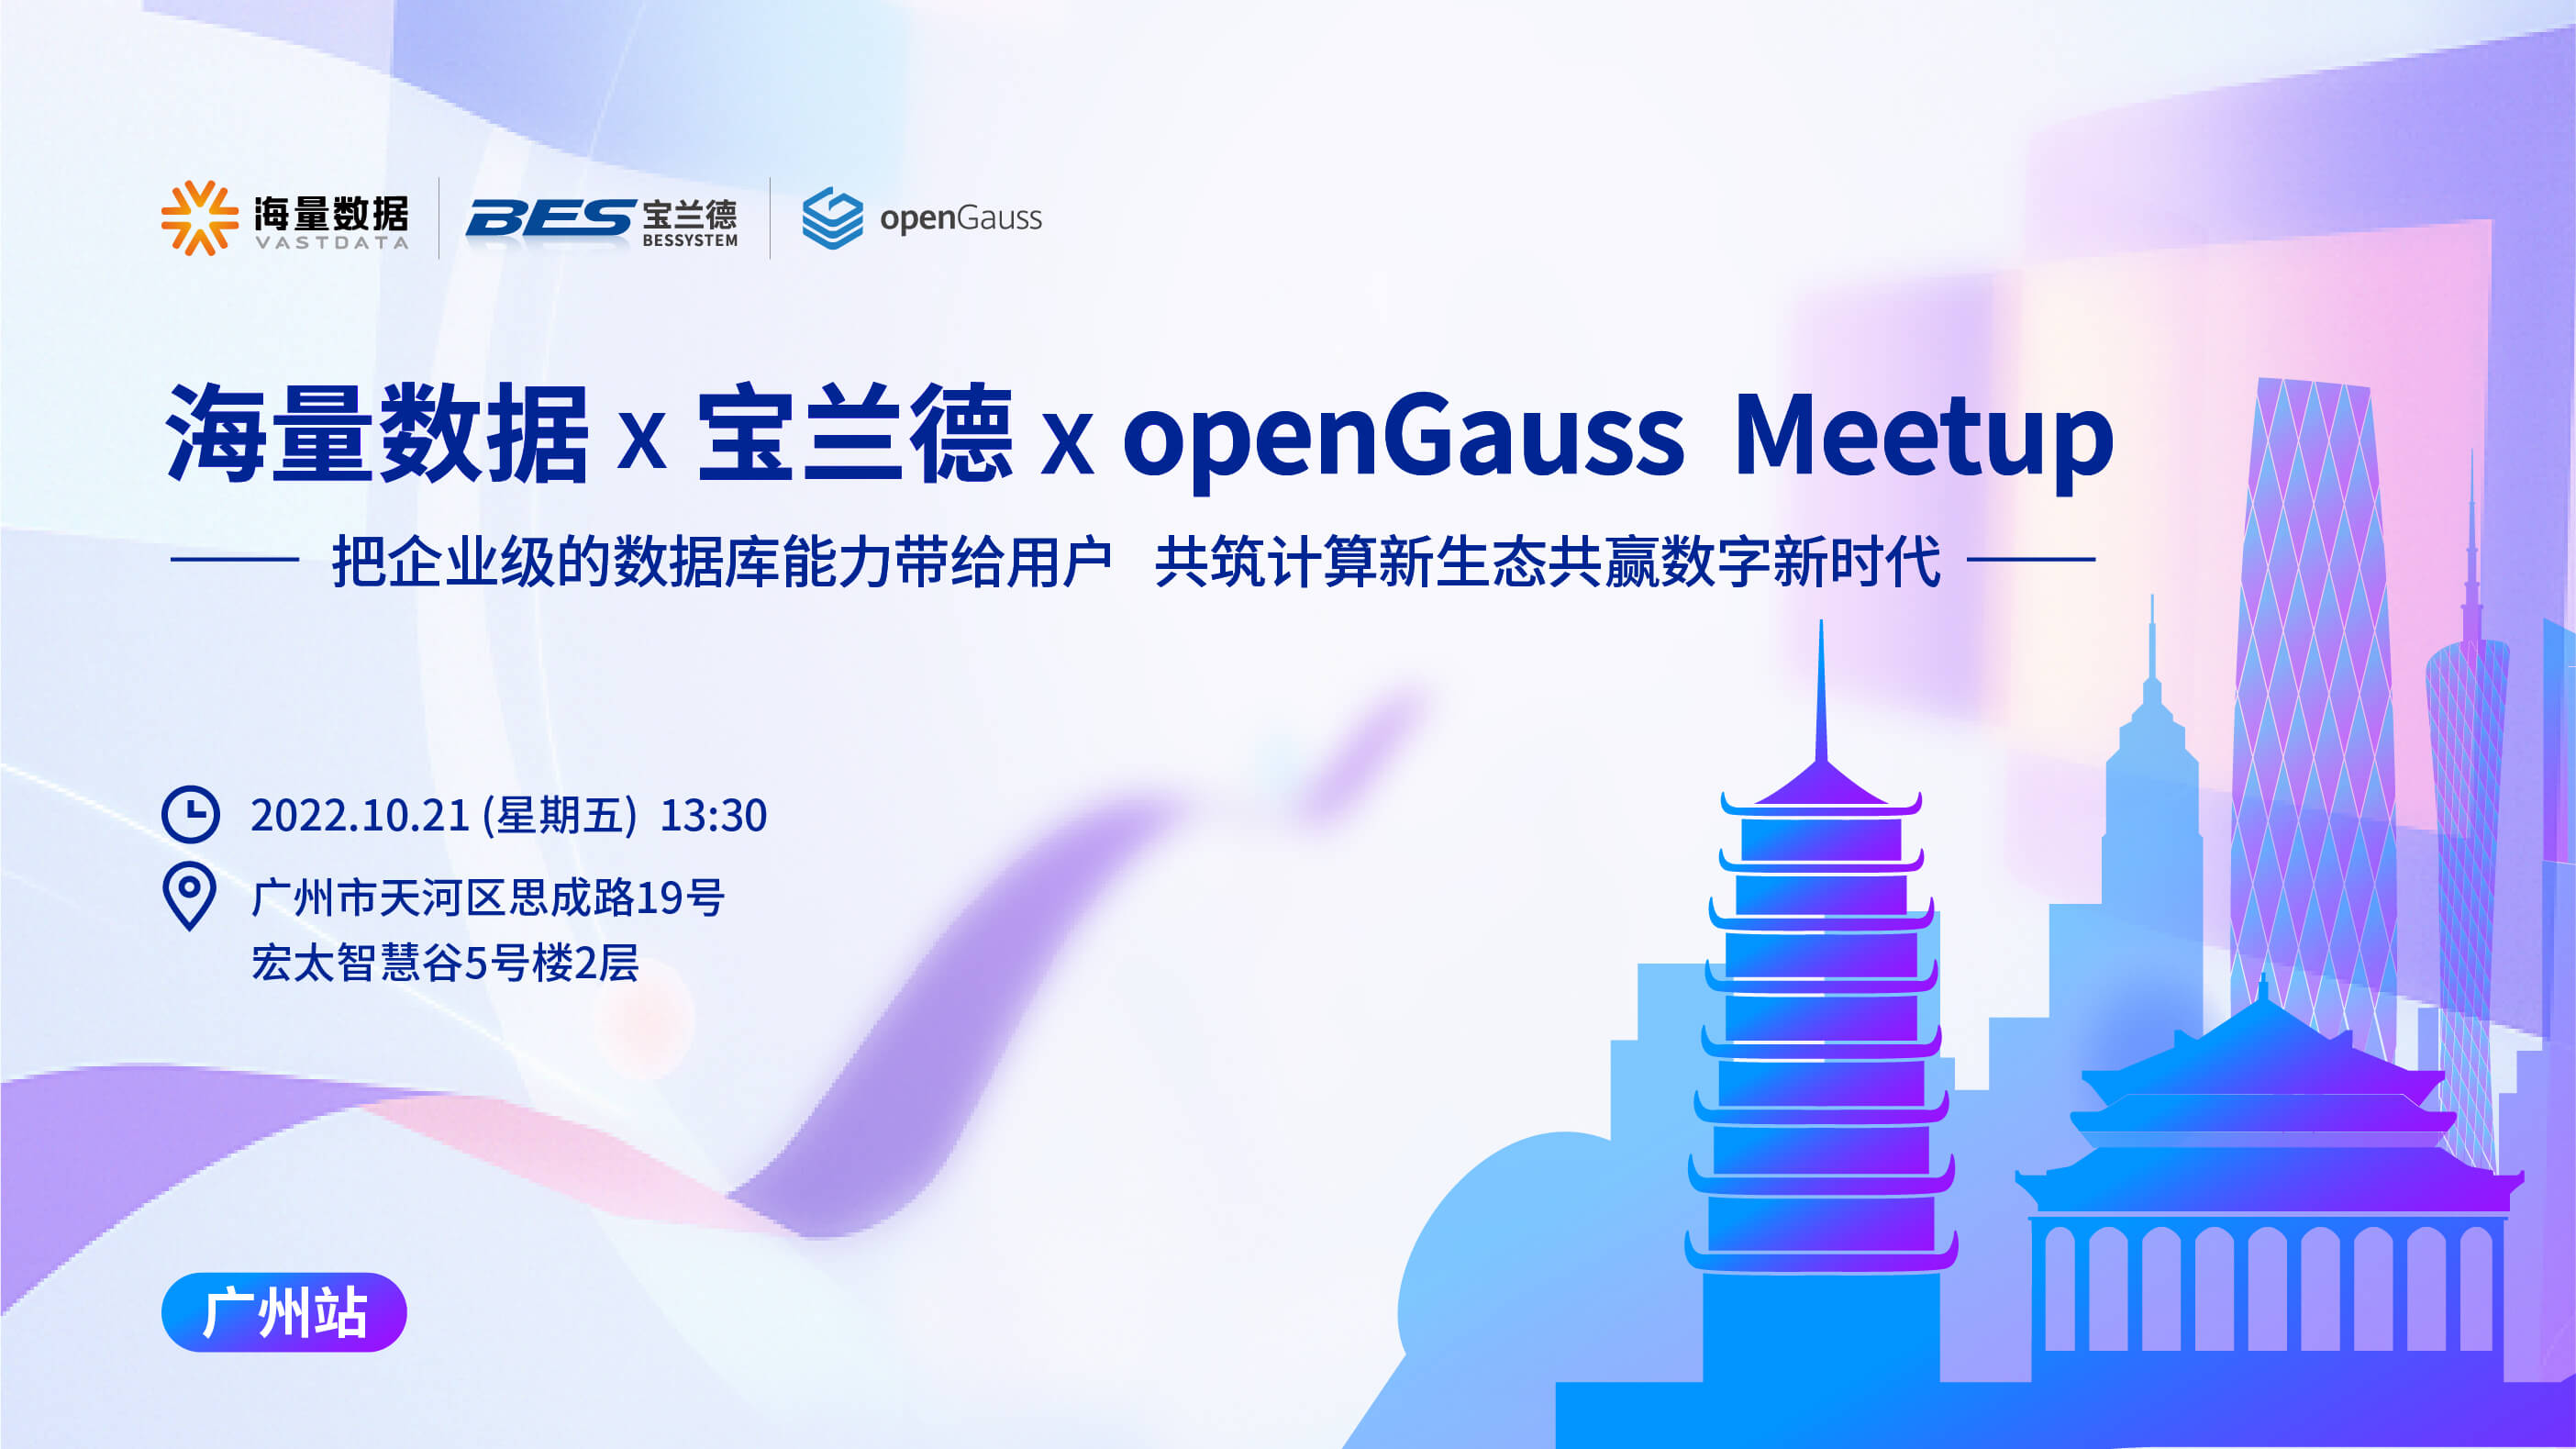 海量数据
VASTDATA
BES 宝兰德
BESSYSTEM
openGauss
海量数据 x 宝兰德 x openGauss Meetup
把企业级的数据库能力带给用户 共筑计算新生态共赢数字新时代
2022.10.21 (星期五) 13:30
广州市天河区思成路19号
宏太智慧谷5号楼2层
广州站